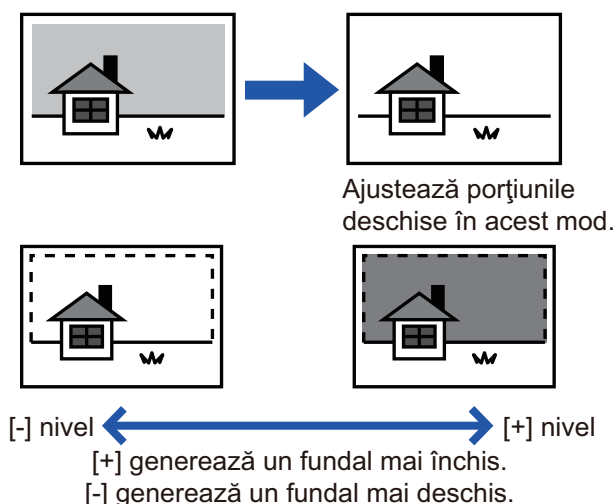 Ajustează porţiunile
deschise în acest mod.
[-] nivel
[+] nivel
[+] generează un fundal mai închis.
[-] generează un fundal mai deschis.